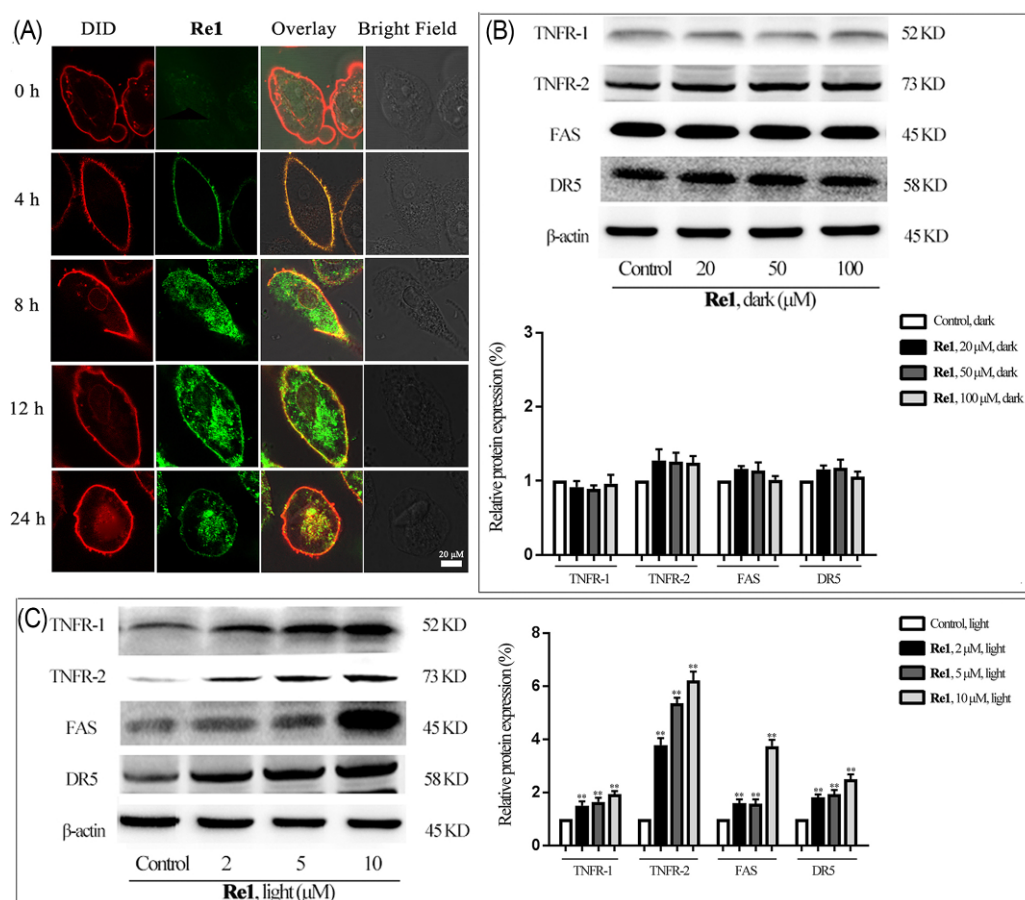 (A)
DID Re1 Overlay Bright Field
0 h
4 h
8 h
12 h
24 h
20 μM
(B)
TNFR-1 52 KD
TNFR-2 73 KD
FAS 45 KD
DR5 58 KD
β-actin 45 KD
Control 20 50 100
Re1, dark (μM)
Relative protein expression (%)
3
2
1
0
TNFR-1 TNFR-2 FAS DR5
Control, dark
Re1, 20 μM, dark
Re1, 50 μM, dark
Re1, 100 μM, dark
(C)
TNFR-1 52 KD
TNFR-2 73 KD
FAS 45 KD
DR5 58 KD
β-actin 45 KD
Control 2 5 10
Re1, light (μM)
Relative protein expression (%)
8
6
4
2
0
** ** **
** ** **
** ** **
** ** **
TNFR-1 TNFR-2 FAS DR5
Control, light
Re1, 2 μM, light
Re1, 5 μM, light
Re1, 10 μM, light